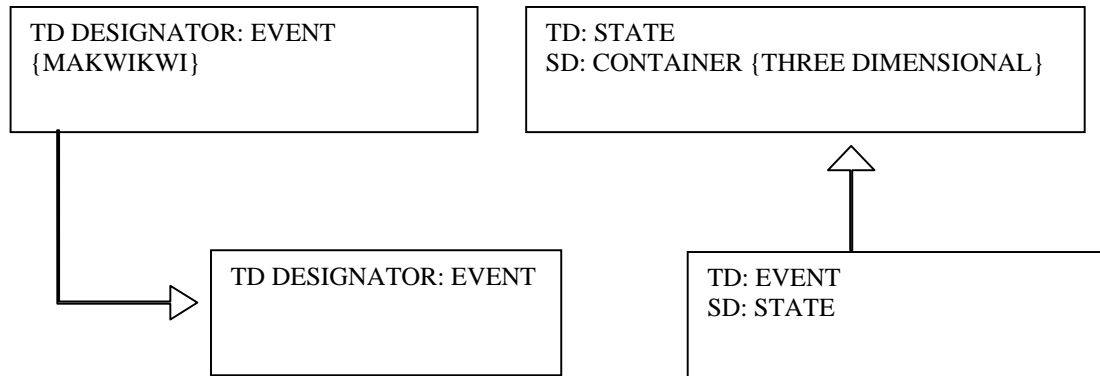 TD DESIGNATOR: EVENT
{MAKWIKWI}
TD: STATE
SD: CONTAINER {THREE DIMENSIONAL}
TD DESIGNATOR: EVENT
TD: EVENT
SD: STATE